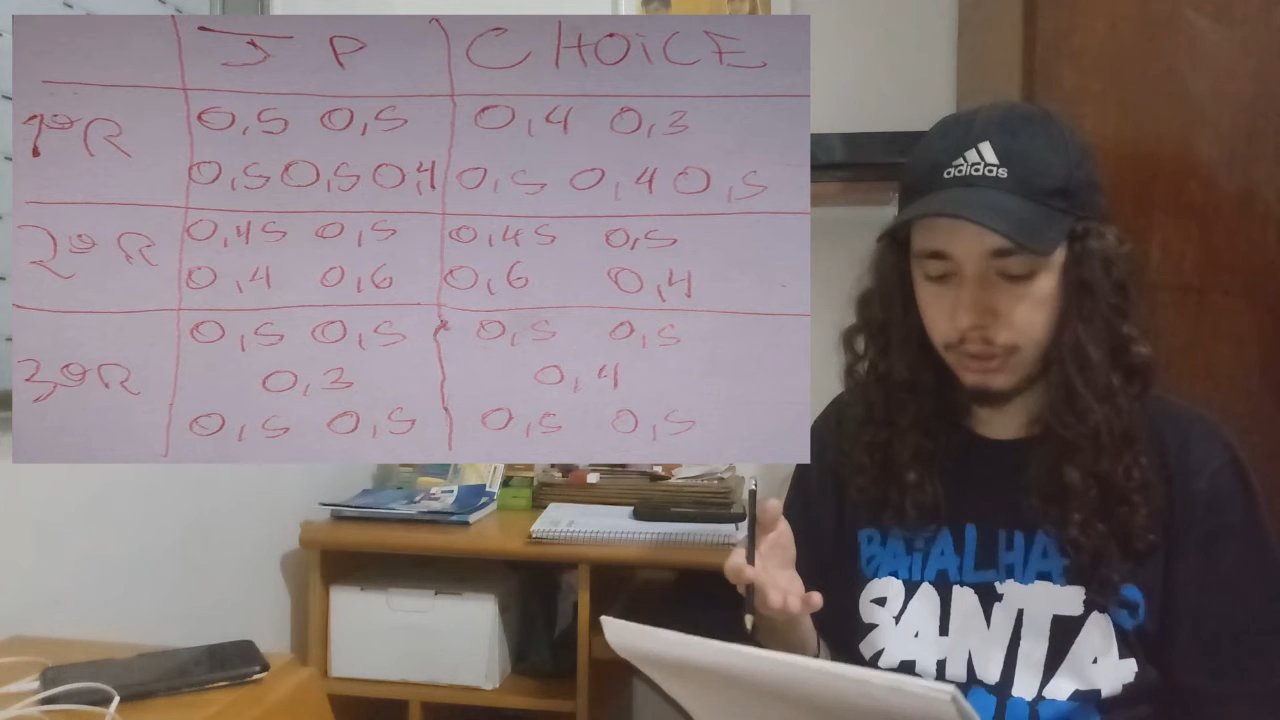 JP CHOICE
1ºR
0,5 0,5 0,4 0,3
0,5 0,5 0,4 0,5 0,4 0,5
2ºR
0,45 0,5 0,45 0,5
0,4 0,6 0,6 0,4
3ºR
0,5 0,5 0,5 0,5
0,3 0,4
0,5 0,5 0,5 0,5
adidas
BATALHA
SANTA